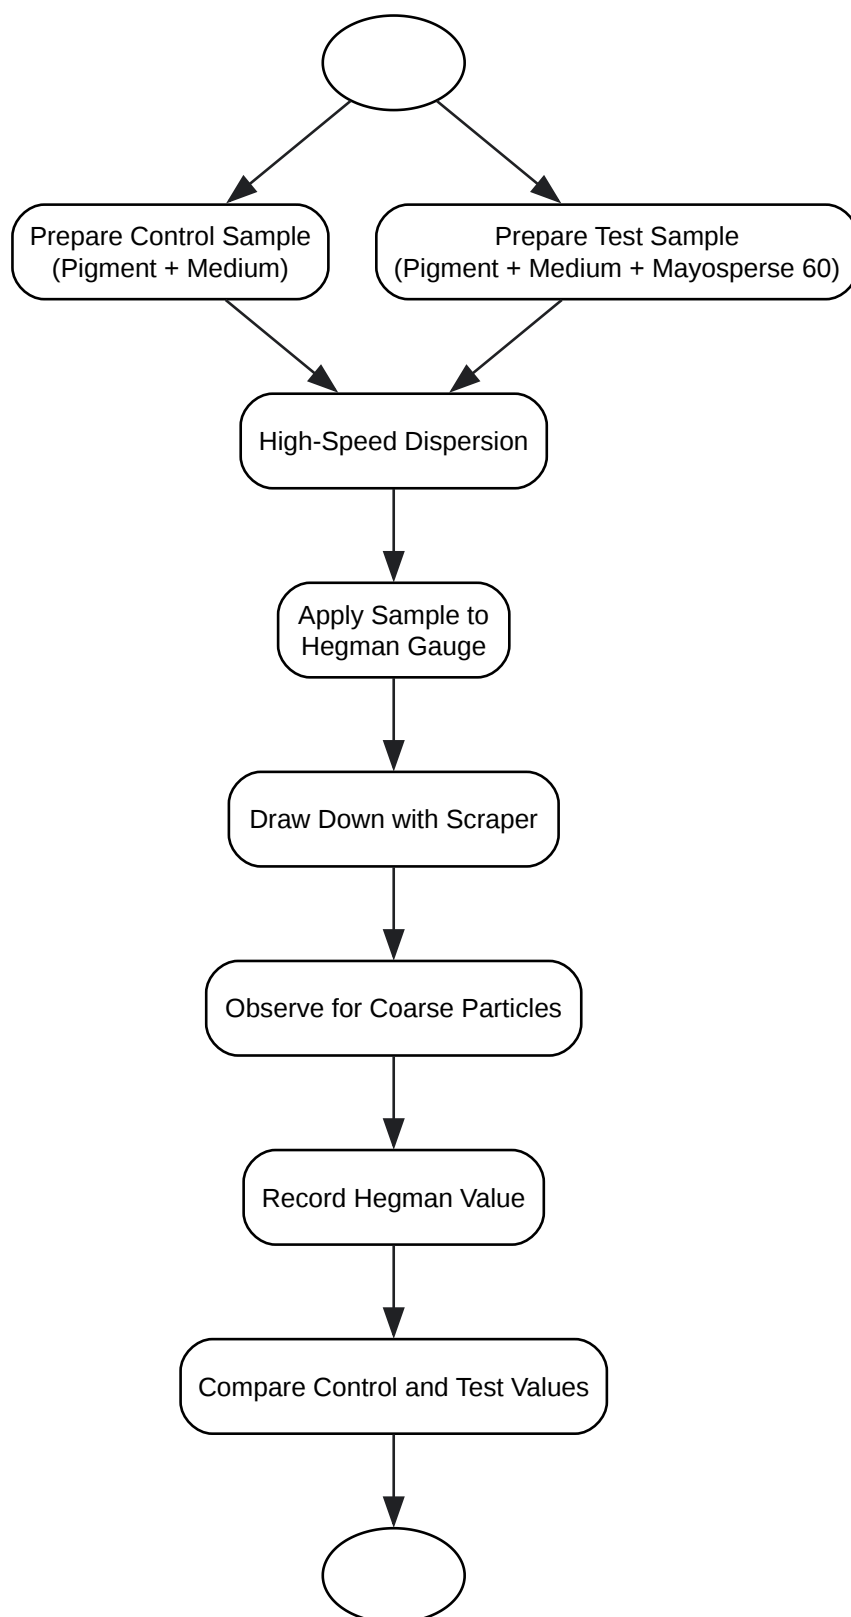 Prepare Control Sample
(Pigment + Medium)
Prepare Test Sample
(Pigment + Medium + Mayosperse 60)
High-Speed Dispersion
Apply Sample to
Hegman Gauge
Draw Down with Scraper
Observe for Coarse Particles
Record Hegman Value
Compare Control and Test Values